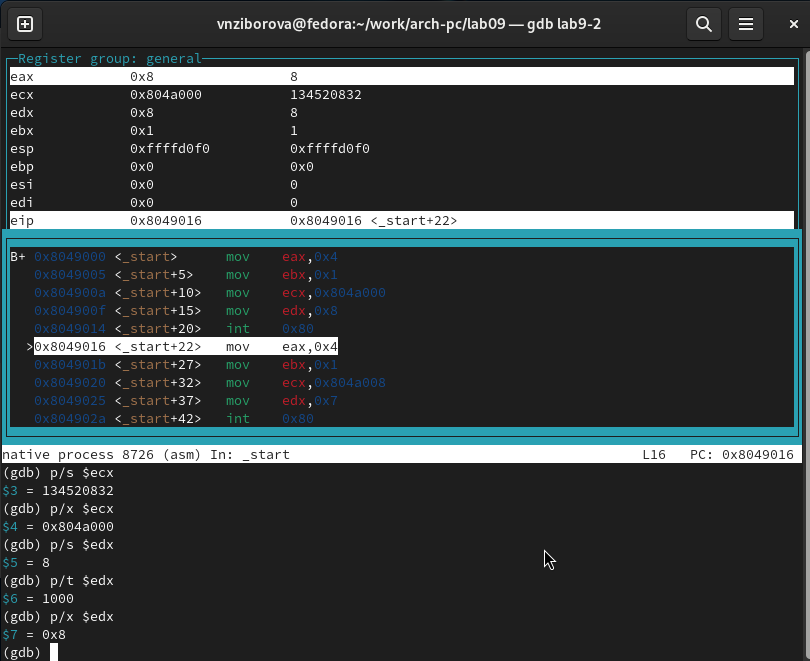 vnziborova@fedora:~/work/arch-pc/lab09 — gdb lab9-2
Register group: general
eax 0x8 8
ecx 0x804a000 134520832
edx 0x8 8
ebx 0x1 1
esp 0xffffd0f0 0xffffd0f0
ebp 0x0 0x0
esi 0x0 0
edi 0x0 0
eip 0x8049016 0x8049016 <_start+22>
B+ 0x8049000 <_start> mov eax,0x4
0x8049005 <_start+5> mov ebx,0x1
0x804900a <_start+10> mov ecx,0x804a000
0x804900f <_start+15> mov edx,0x8
0x8049014 <_start+20> int 0x80
>0x8049016 <_start+22> mov eax,0x4
0x804901b <_start+27> mov ebx,0x1
0x8049020 <_start+32> mov ecx,0x804a008
0x8049025 <_start+37> mov edx,0x7
0x804902a <_start+42> int 0x80
native process 8726 (asm) In: _start L16 PC: 0x8049016
(gdb) p/s $ecx
$3 = 134520832
(gdb) p/x $ecx
$4 = 0x804a000
(gdb) p/s $edx
$5 = 8
(gdb) p/t $edx
$6 = 1000
(gdb) p/x $edx
$7 = 0x8
(gdb)